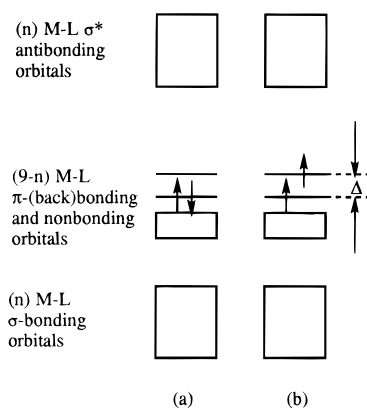 (n) M-L σ*
antibonding
orbitals
(9-n) M-L
π-(back)bonding
and nonbonding
orbitals
Δ
(n) M-L
σ-bonding
orbitals
(a) (b)